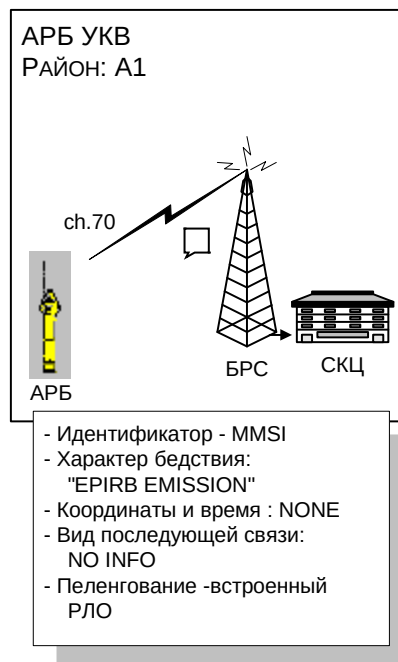 АРБ УКВ
РАЙОН: А1
ch.70
АРБ
БРС
СКЦ
- Идентификатор - MMSI
- Характер бедствия:
"EPIRB EMISSION"
- Координаты и время : NONE
- Вид последующей связи:
NO INFO
- Пеленгование -встроенный
РЛО